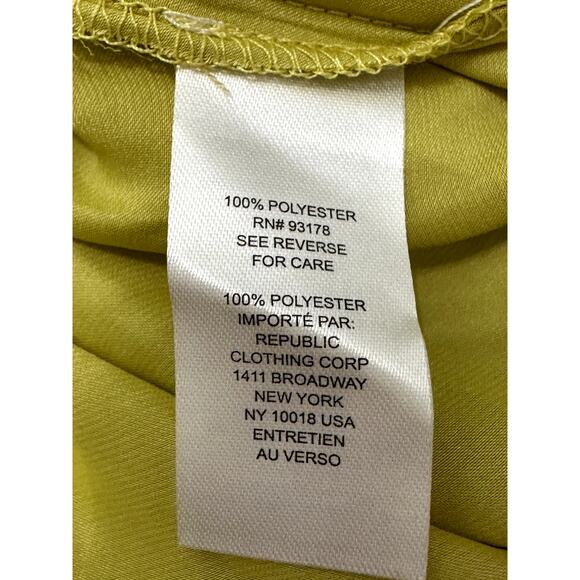 100% POLYESTER
RN# 93178
SEE REVERSE
FOR CARE
100% POLYESTER
IMPORTÉ PAR:
REPUBLIC
CLOTHING CORP
1411 BROADWAY
NEW YORK
NY 10018 USA
ENTRETIEN
AU VERSO